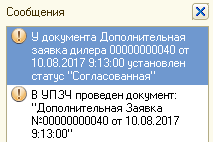 Сообщения
У документа Дополнительная
заявка дилера 00000000040 от
10.08.2017 9:13:00 установлен
статус "Согласованная"
В УПЗЧ проведен документ:
"Дополнительная Заявка
№00000000040 от 10.08.2017
9:13:00"